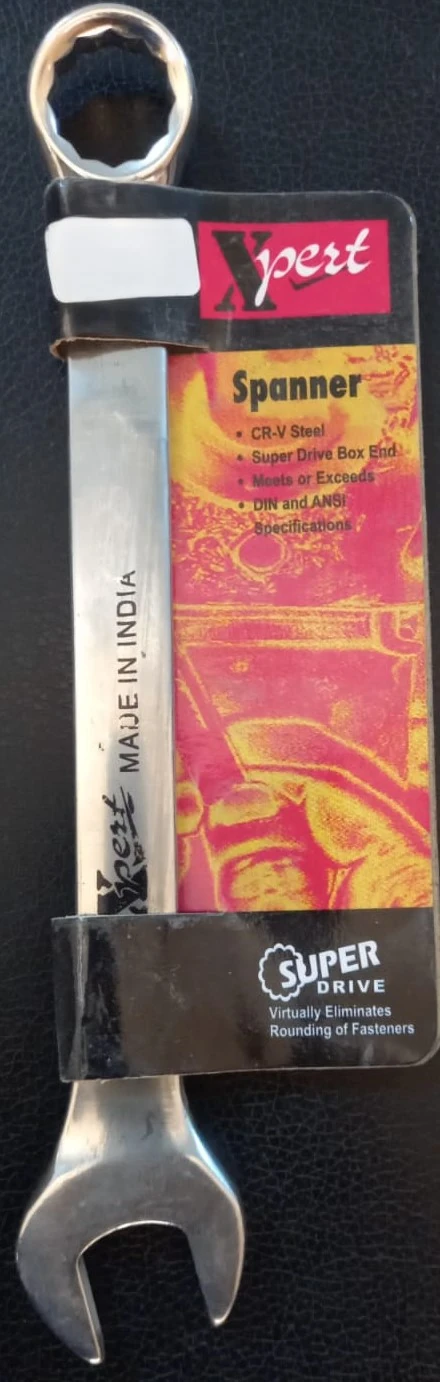 Xpert
Spanner
• CR-V Steel
• Super Drive Box End
• Meets or Exceeds
• DIN and ANSI
Specifications
MADE IN INDIA
Xpert
SUPER
DRIVE
Virtually Eliminates
Rounding of Fasteners